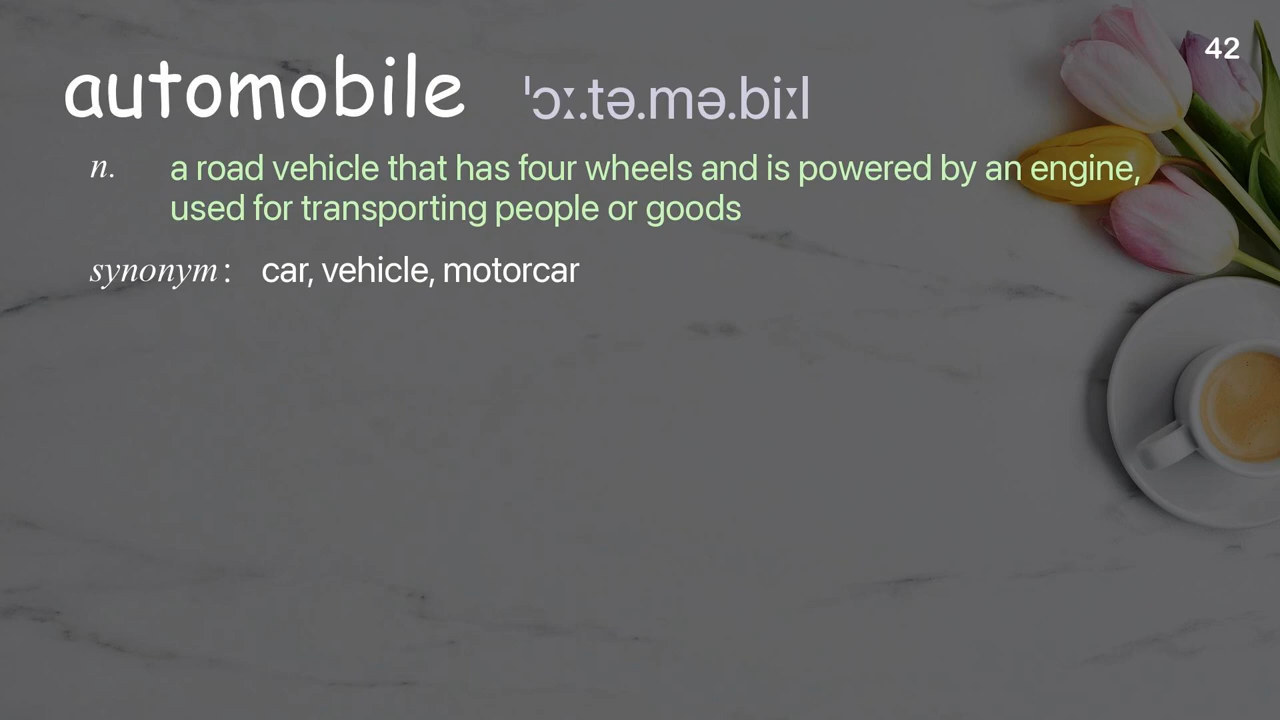 42
automobile ˈɔː.tə.mə.biːl
n. a road vehicle that has four wheels and is powered by an engine,
used for transporting people or goods
synonym: car, vehicle, motorcar